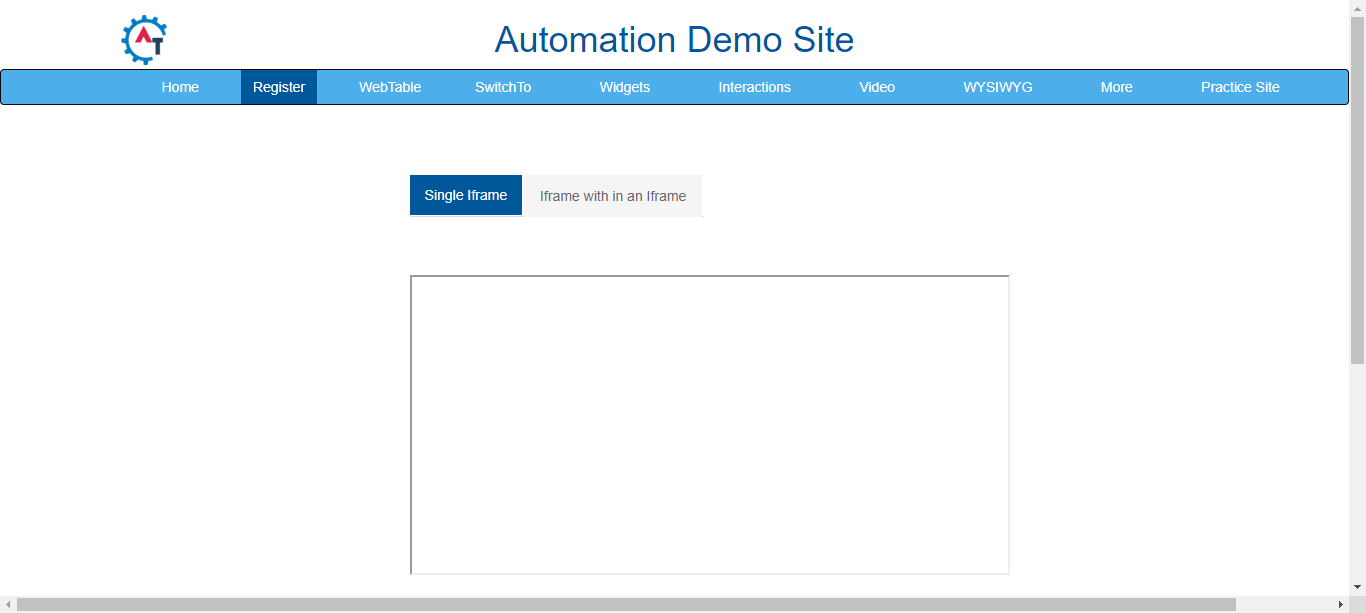 AT
Automation Demo Site
Home Register WebTable SwitchTo Widgets Interactions Video WYSIWYG More Practice Site
Single Iframe Iframe with in an Iframe